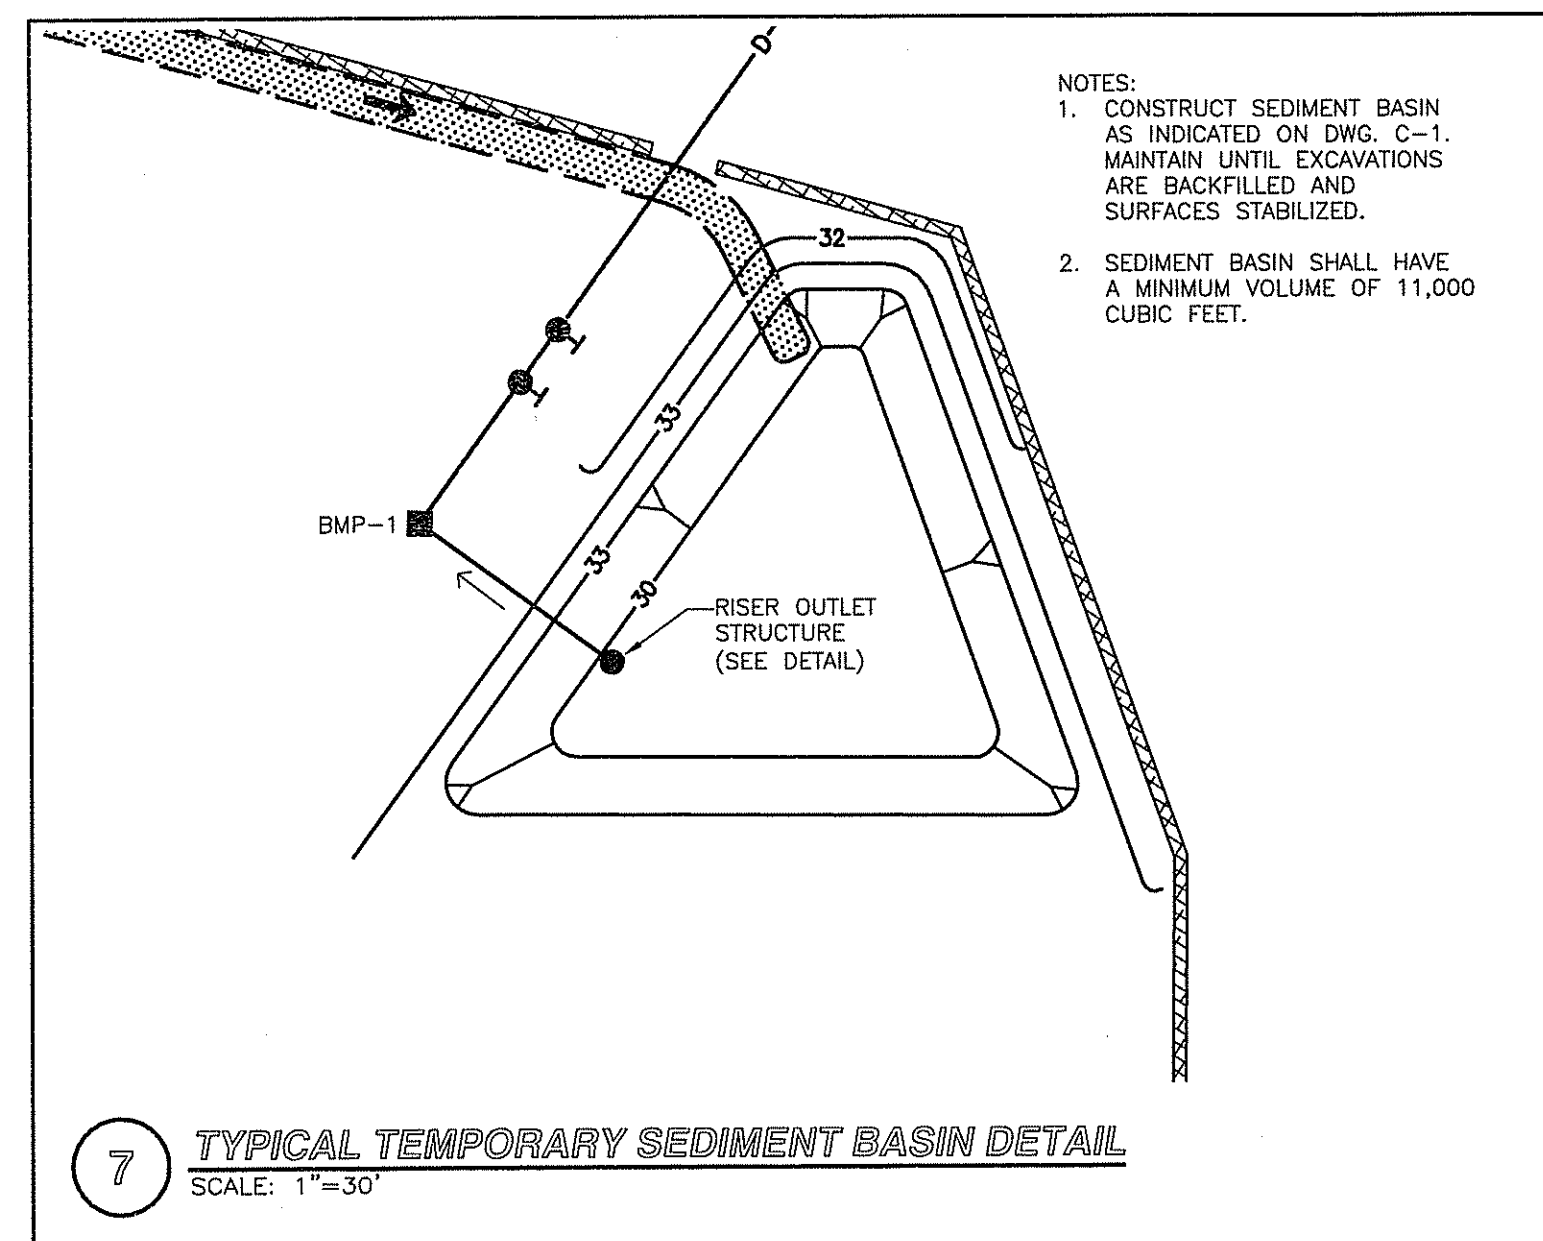 D
NOTES:
1. CONSTRUCT SEDIMENT BASIN
AS INDICATED ON DWG. C-1.
MAINTAIN UNTIL EXCAVATIONS
ARE BACKFILLED AND
SURFACES STABILIZED.
2. SEDIMENT BASIN SHALL HAVE
A MINIMUM VOLUME OF 11,000
CUBIC FEET.
32
33
BMP-1
33
30
RISER OUTLET
STRUCTURE
(SEE DETAIL)
7
TYPICAL TEMPORARY SEDIMENT BASIN DETAIL
SCALE: 1"=30'